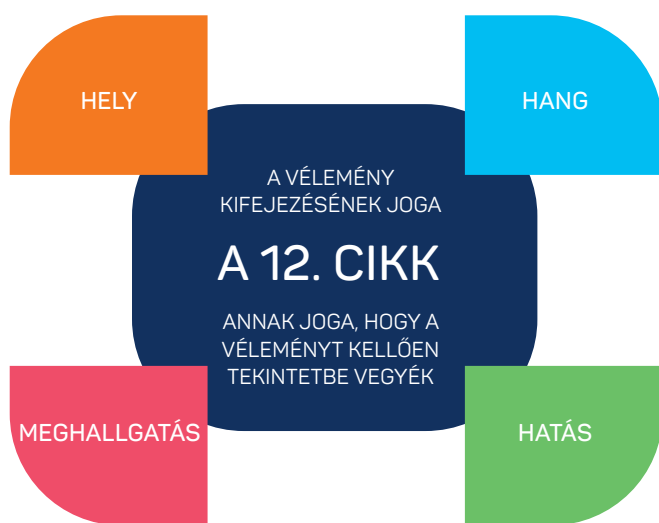 HELY
HANG
A VÉLEMÉNY
KIFEJEZÉSÉNEK JOGA
A 12. CIKK
ANNAK JOGA, HOGY A
VÉLEMÉNYT KELLŐEN
TEKINTETBE VEGYÉK
MEGHALLGATÁS
HATÁS